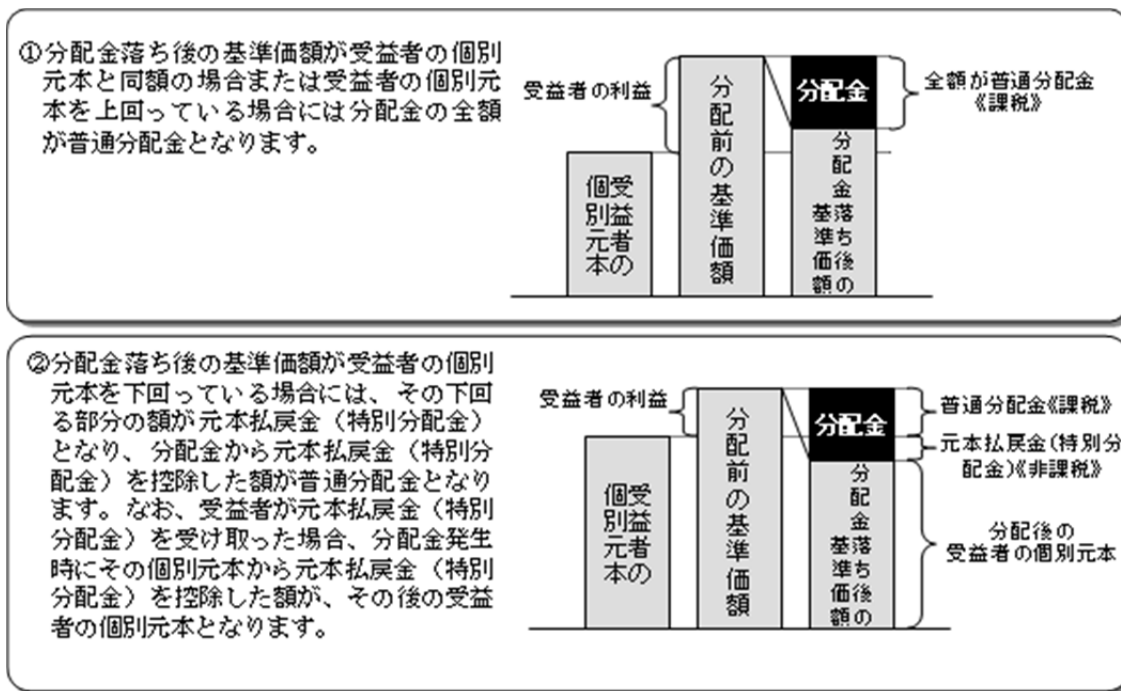 ①分配金落ち後の基準価額が受益者の個別
元本と同額の場合または受益者の個別元
本を上回っている場合には分配金の全額
が普通分配金となります。
受益者の利益
受益者の
個別元本
分配前の基準価額
分配金
分配金落ち後の
基準価額
全額が普通分配金
《課税》
②分配金落ち後の基準価額が受益者の個別
元本を下回っている場合には、その下回
る部分の額が元本払戻金（特別分配金）
となり、分配金から元本払戻金（特別分
配金）を控除した額が普通分配金となり
ます。なお、受益者が元本払戻金（特別
分配金）を受け取った場合、分配金発生
時にその個別元本から元本払戻金（特別
分配金）を控除した額が、その後の受益
者の個別元本となります。
受益者の利益
受益者の
個別元本
分配前の基準価額
分配金
分配金落ち後の
基準価額
普通分配金《課税》
元本払戻金(特別分
配金)《非課税》
分配後の
受益者の個別元本